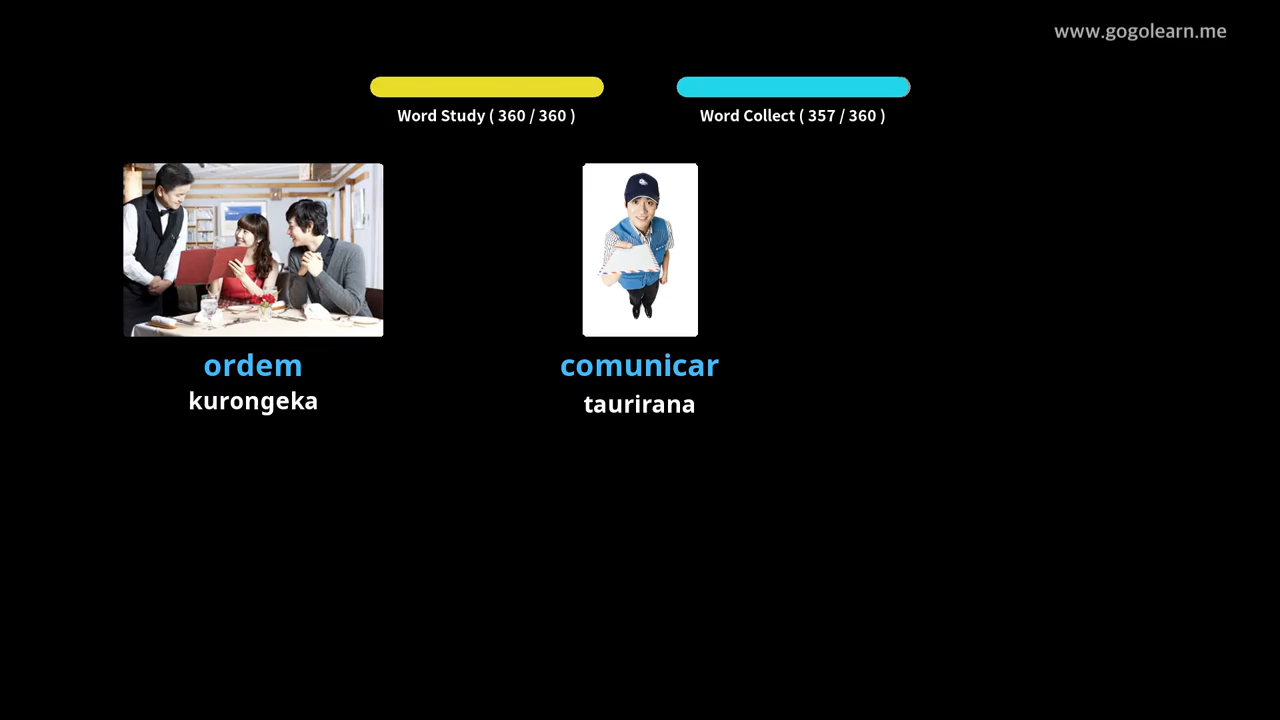 www.gogolearn.me
Word Study ( 360 / 360 )
Word Collect ( 357 / 360 )
ordem
kurongeka
comunicar
taurirana